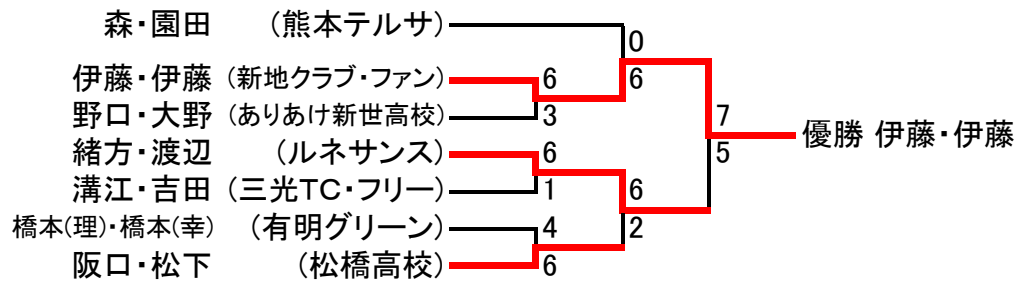 森・園田 (熊本テルサ)
0
伊藤・伊藤 (新地クラブ・ファン) 6 6
野口・大野 (ありあけ新世高校) 3 7
優勝 伊藤・伊藤
緒方・渡辺 (ルネサンス) 6 5
溝江・吉田 (三光TC・フリー) 1 6
橋本(理)・橋本(幸) (有明グリーン) 4 2
阪口・松下 (松橋高校) 6